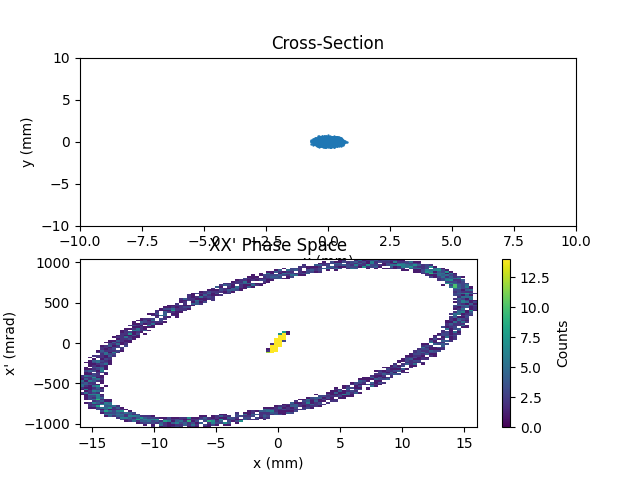 Cross-Section
10
5
0
−5
−10
y (mm)
−10.0 −7.5 −5.0 −2.5 0.0 2.5 5.0 7.5 10.0
x (mm)
XX' Phase Space
1000
500
0
−500
−1000
x' (mrad)
−15 −10 −5 0 5 10 15
x (mm)
12.5
10.0
7.5
5.0
2.5
0.0
Counts